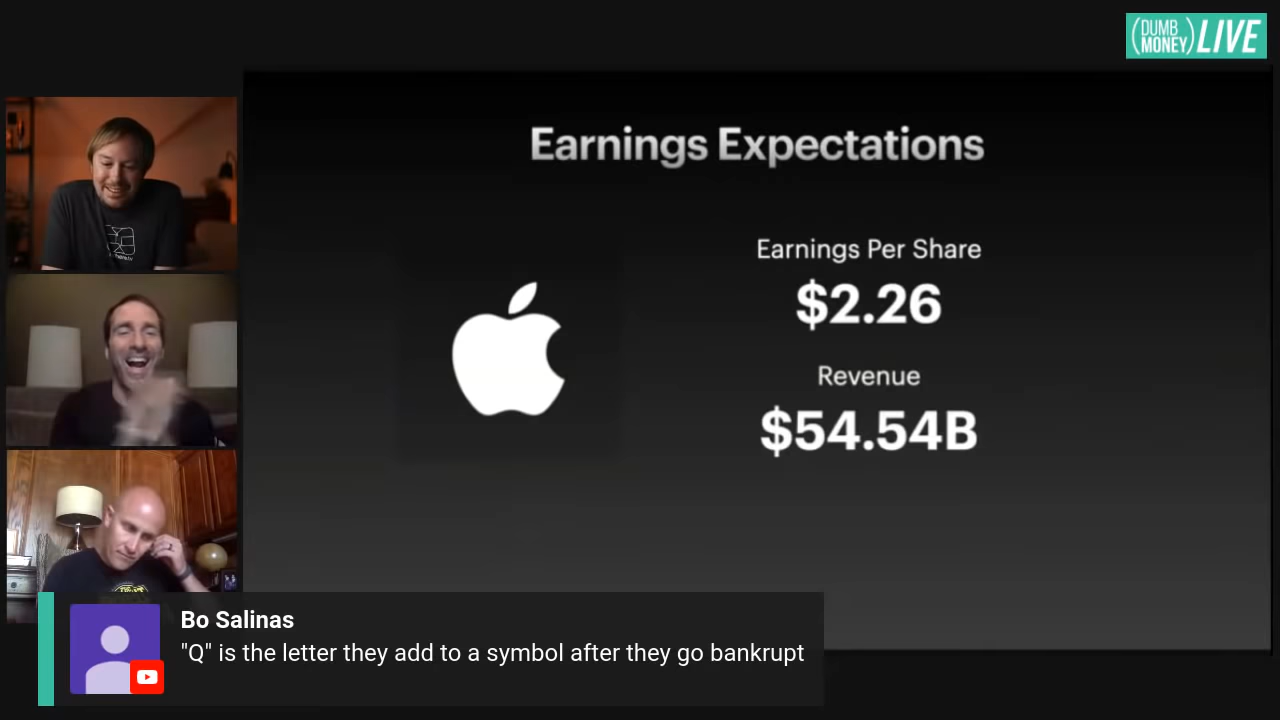 (DUMB MONEY) LIVE
Earnings Expectations
Earnings Per Share
$2.26
Revenue
$54.54B
Bo Salinas
"Q" is the letter they add to a symbol after they go bankrupt